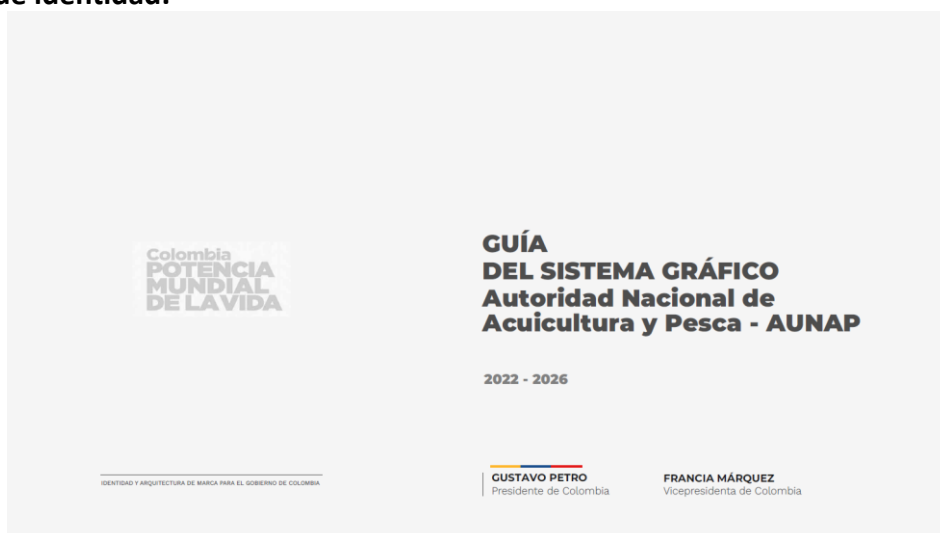 de identidad.
Colombia
POTENCIA
MUNDIAL
DE LA VIDA
GUÍA
DEL SISTEMA GRÁFICO
Autoridad Nacional de
Acuicultura y Pesca - AUNAP
2022 - 2026
IDENTIDAD Y ARQUITECTURA DE MARCA PARA EL GOBIERNO DE COLOMBIA
GUSTAVO PETRO
Presidente de Colombia
FRANCIA MÁRQUEZ
Vicepresidenta de Colombia